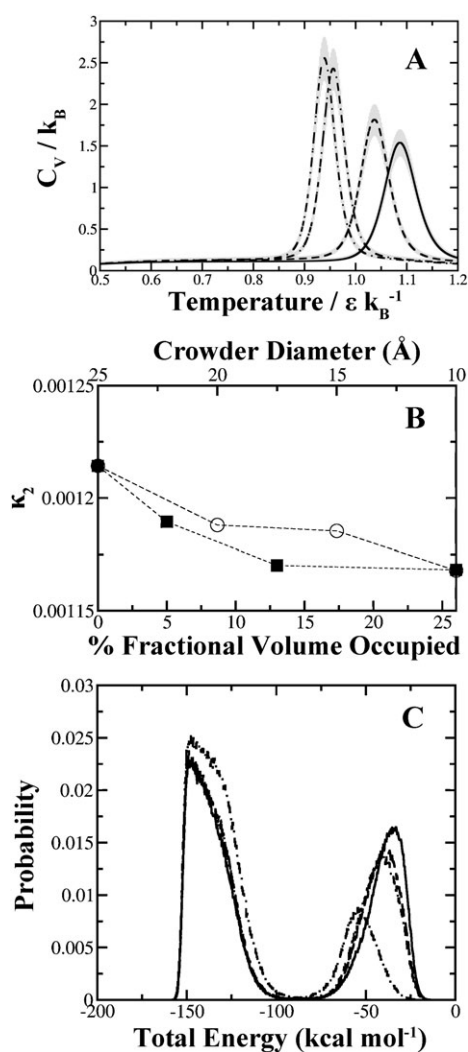 A
3
2.5
2
1.5
1
0.5
0
C_V / k_B
0.5 0.6 0.7 0.8 0.9 1.0 1.1 1.2
Temperature / ε k_B^-1
Crowder Diameter (Å)
25 20 15 10
B
0.00125
0.0012
0.00115
κ_2
0 5 10 15 20 25
% Fractional Volume Occupied
C
0.03
0.025
0.02
0.015
0.01
0.005
0
Probability
-200 -150 -100 -50 0
Total Energy (kcal mol^-1)